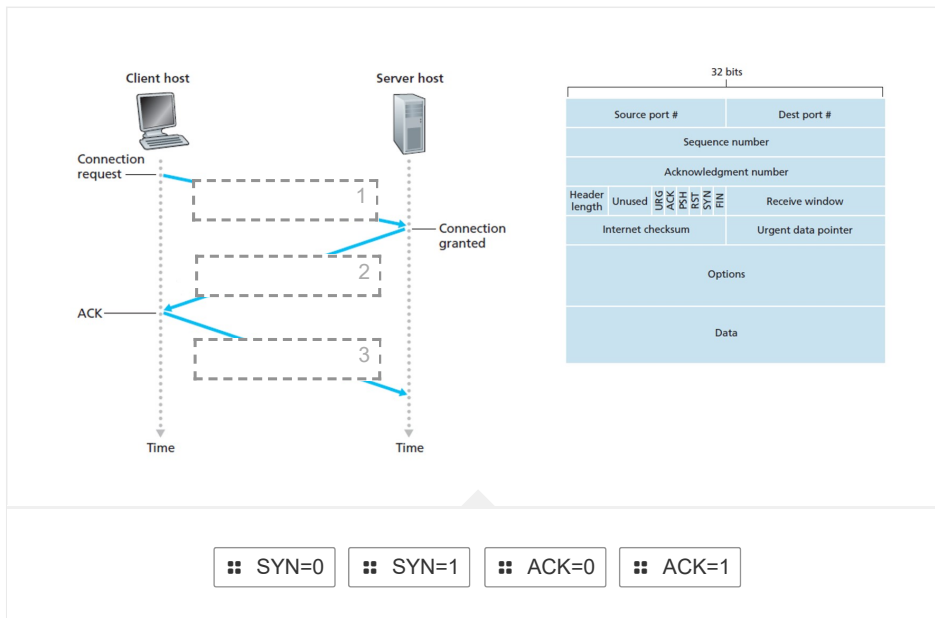 Client host
Server host
Connection
request
1
Connection
granted
2
ACK
3
Time
Time
32 bits
Source port #
Dest port #
Sequence number
Acknowledgment number
Header
length
Unused
URG
ACK
PSH
RST
SYN
FIN
Receive window
Internet checksum
Urgent data pointer
Options
Data
SYN=0
SYN=1
ACK=0
ACK=1